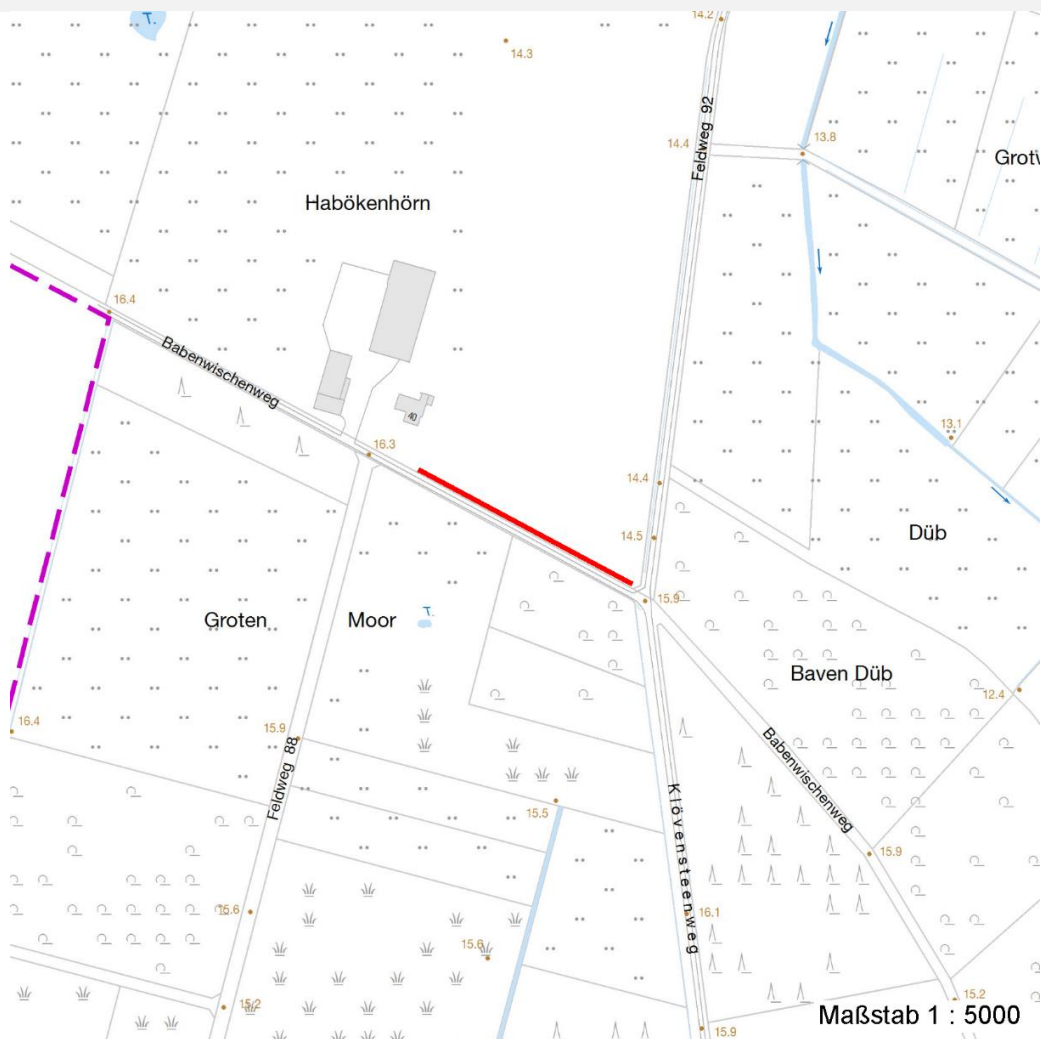 T.
14.2
14.3
Feldweg 92
14.4
13.8
Grotw
Habökenhörn
16.4
Babenwischenweg
40
13.1
16.3
14.4
14.5
Düb
15.9
Groten
Moor
T.
Baven Düb
12.4
16.4
15.9
Feldweg 88
Babenwischenweg
15.5
Klövensteenweg
15.9
15.6
16.1
15.6
15.2
15.2
15.9
Maßstab 1 : 5000